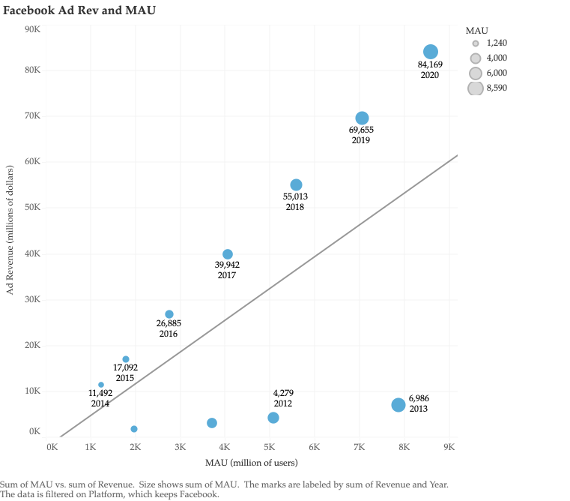 Facebook Ad Rev and MAU
90K
80K
70K
60K
50K
40K
30K
20K
10K
0K
Ad Revenue (millions of dollars)
84,169
2020
69,655
2019
55,013
2018
39,942
2017
26,885
2016
17,092
2015
11,492
2014
4,279
2012
6,986
2013
0K 1K 2K 3K 4K 5K 6K 7K 8K 9K
MAU (million of users)
MAU
1,240
4,000
6,000
8,590
Sum of MAU vs. sum of Revenue. Size shows sum of MAU. The marks are labeled by sum of Revenue and Year.
The data is filtered on Platform, which keeps Facebook.